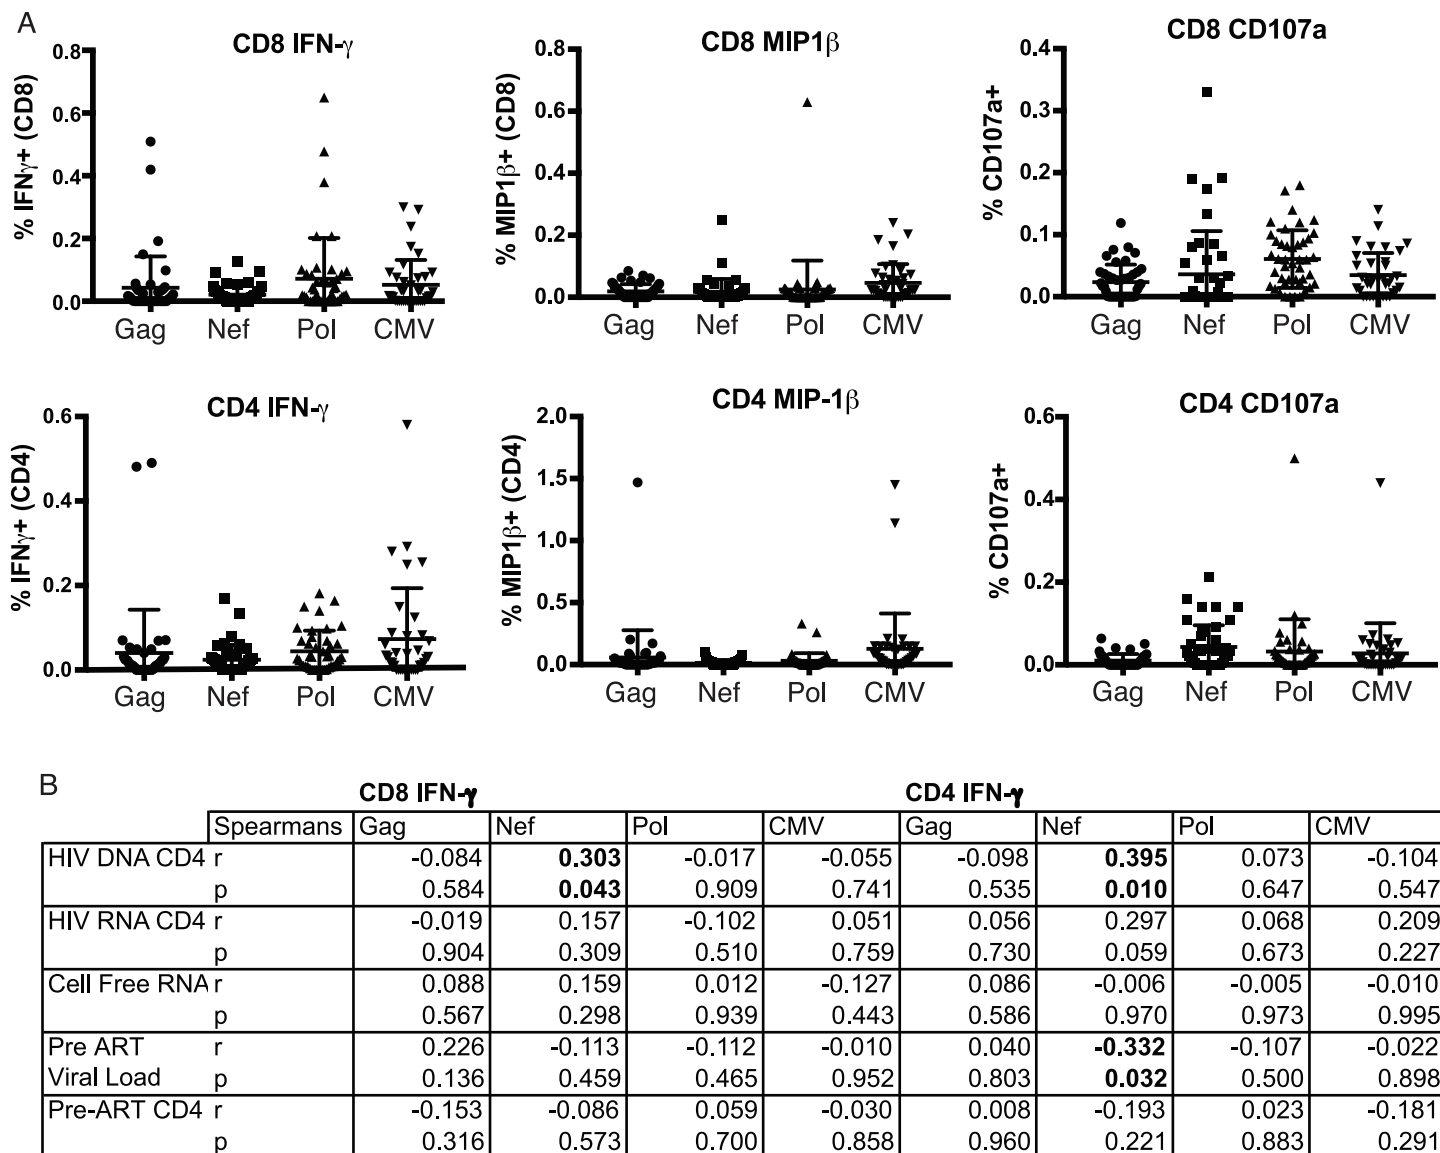 A
CD8 IFN-γ
% IFNγ+ (CD8)
0.8
0.6
0.4
0.2
0.0
Gag Nef Pol CMV
CD8 MIP1β
% MIP1β+ (CD8)
0.8
0.6
0.4
0.2
0.0
Gag Nef Pol CMV
CD8 CD107a
% CD107a+
0.4
0.3
0.2
0.1
0.0
Gag Nef Pol CMV
CD4 IFN-γ
% IFNγ+ (CD4)
0.6
0.4
0.2
0.0
Gag Nef Pol CMV
CD4 MIP-1β
% MIP1β+ (CD4)
2.0
1.5
1.0
0.5
0.0
Gag Nef Pol CMV
CD4 CD107a
% CD107a+
0.6
0.4
0.2
0.0
Gag Nef Pol CMV
B
CD8 IFN-γ CD4 IFN-γ
Spearmans Gag Nef Pol CMV Gag Nef Pol CMV
HIV DNA CD4 r -0.084 0.303 -0.017 -0.055 -0.098 0.395 0.073 -0.104
p 0.584 0.043 0.909 0.741 0.535 0.010 0.647 0.547
HIV RNA CD4 r -0.019 0.157 -0.102 0.051 0.056 0.297 0.068 0.209
p 0.904 0.309 0.510 0.759 0.730 0.059 0.673 0.227
Cell Free RNA r 0.088 0.159 0.012 -0.127 0.086 -0.006 -0.005 -0.010
p 0.567 0.298 0.939 0.443 0.586 0.970 0.973 0.995
Pre ART r 0.226 -0.113 -0.112 -0.010 0.040 -0.332 -0.107 -0.022
Viral Load p 0.136 0.459 0.465 0.952 0.803 0.032 0.500 0.898
Pre-ART CD4 r -0.153 -0.086 0.059 -0.030 0.008 -0.193 0.023 -0.181
p 0.316 0.573 0.700 0.858 0.960 0.221 0.883 0.291